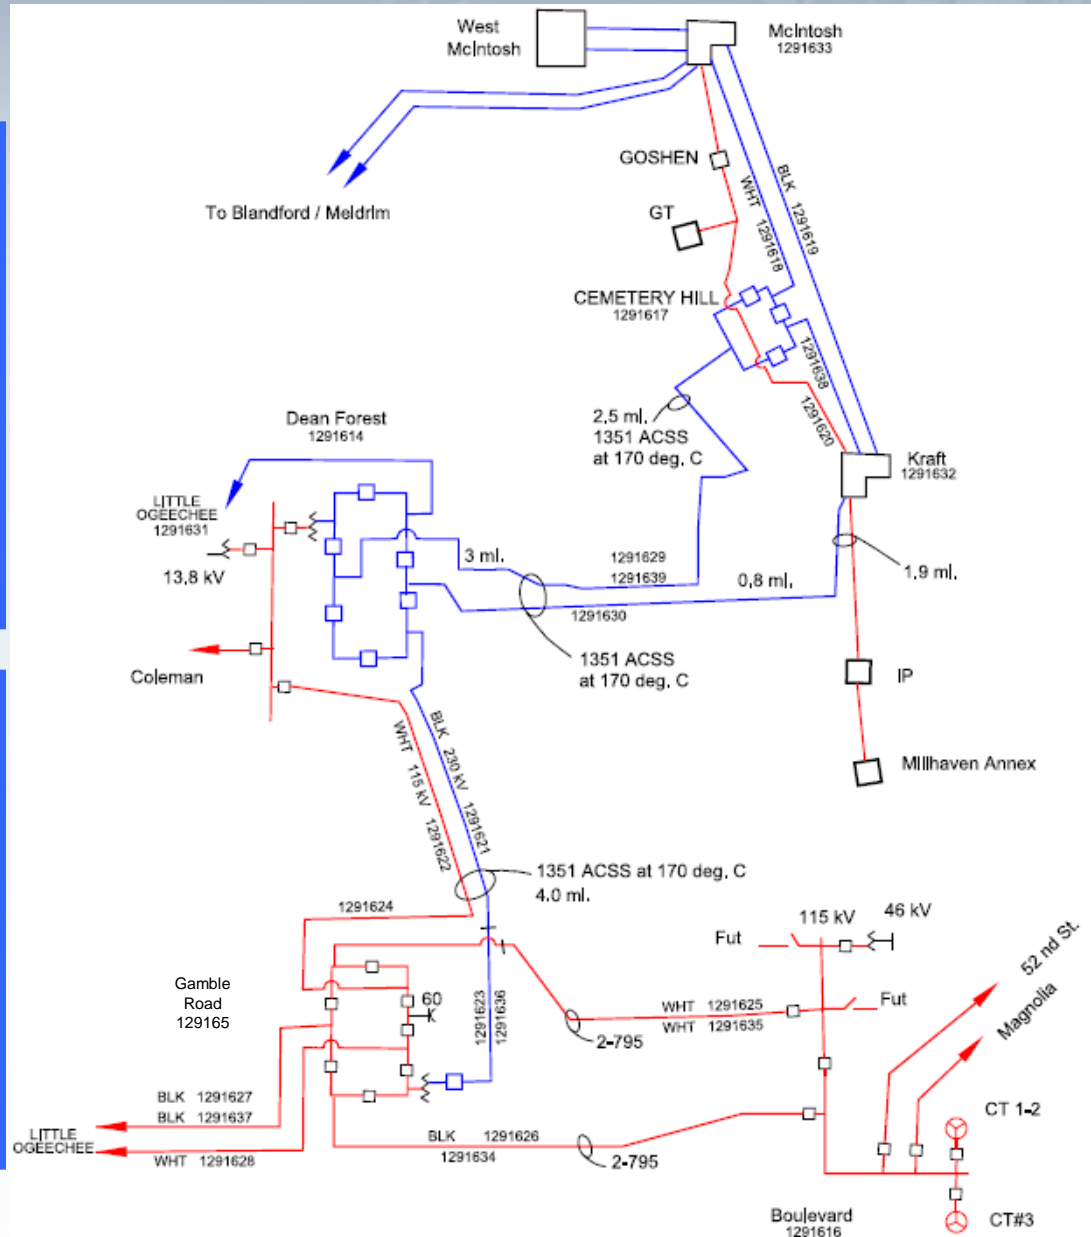 West
McIntosh
McIntosh
1291633
GOSHEN
WHT 1291618
BLK 1291619
To Blandford / Meldrim
GT
CEMETERY HILL
1291617
1291638
1291620
2.5 mi.
1351 ACSS
at 170 deg. C
Dean Forest
1291614
Kraft
1291632
LITTLE
OGEECHEE
1291631
13.8 kV
3 mi.
1291629
1291639
0.8 mi.
1.9 mi.
1291630
1351 ACSS
at 170 deg. C
Coleman
IP
Millhaven Annex
WHT 115 kV 1291622
BLK 230 kV 1291621
1351 ACSS at 170 deg. C
4.0 mi.
1291624
115 kV
46 kV
Fut
52 nd St.
Gamble
Road
129165
60
1291623
1291636
WHT 1291625
WHT 1291635
Fut
Magnolia
2-795
BLK 1291627
BLK 1291637
LITTLE
OGEECHEE
WHT 1291628
BLK 1291626
1291634
2-795
CT 1-2
Boulevard
1291616
CT#3